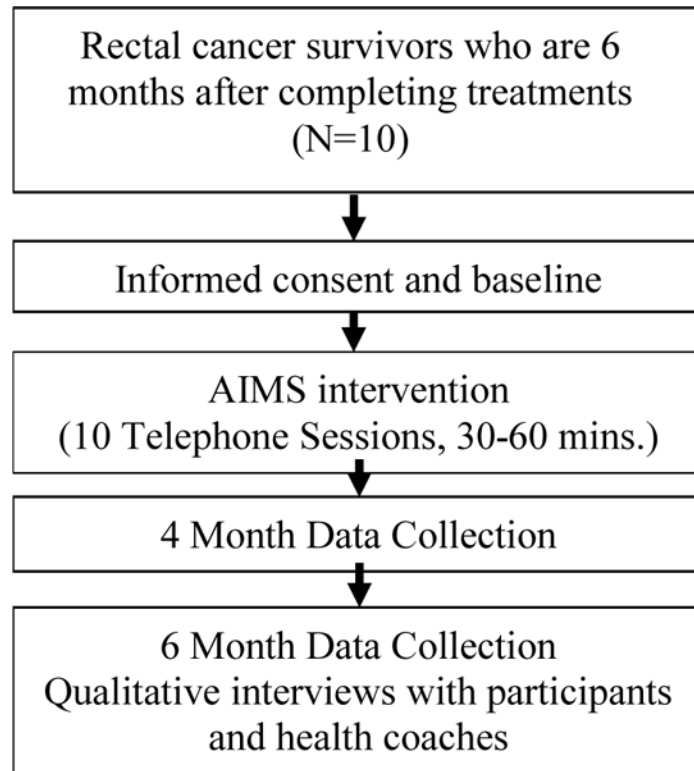 Rectal cancer survivors who are 6
months after completing treatments
(N=10)
Informed consent and baseline
AIMS intervention
(10 Telephone Sessions, 30-60 mins.)
4 Month Data Collection
6 Month Data Collection
Qualitative interviews with participants
and health coaches